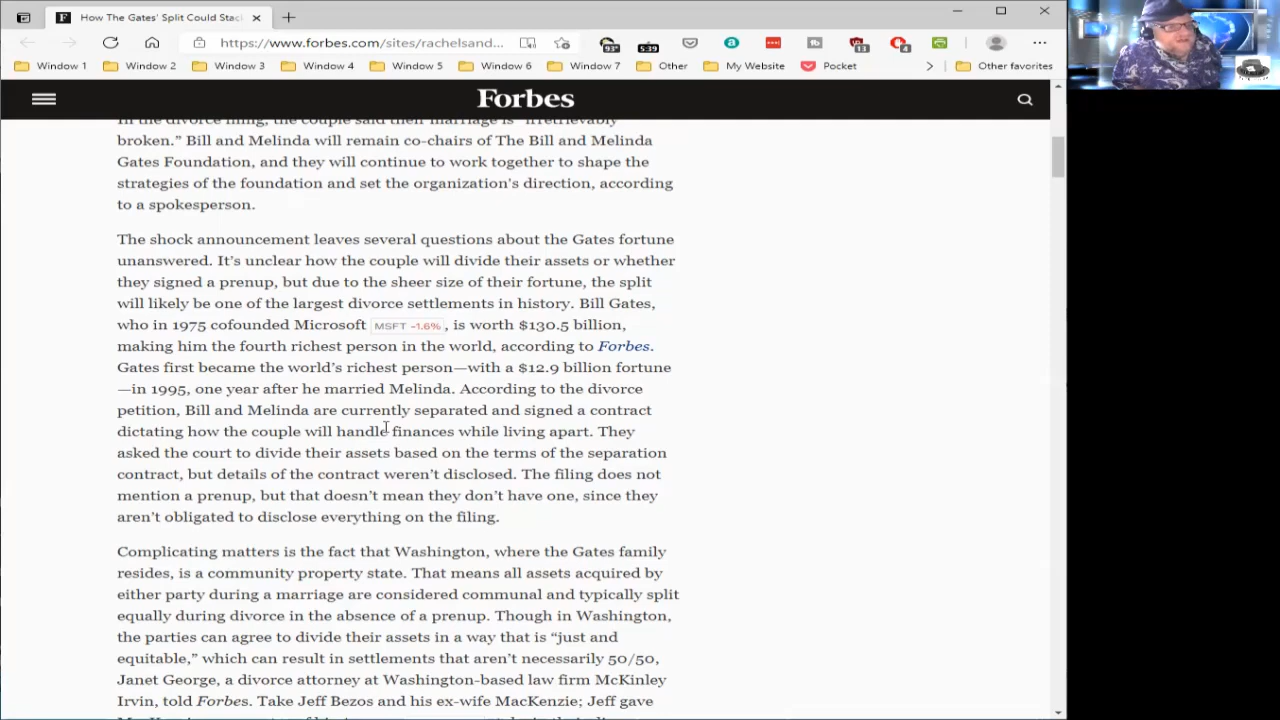 How The Gates' Split Could Stac
https://www.forbes.com/sites/rachelsand...
93°
5:39
13
4
Window 1
Window 2
Window 3
Window 4
Window 5
Window 6
Window 7
Other
My Website
Pocket
Other favorites
Forbes
In the divorce filing, the couple said their marriage is “irretrievably
broken.” Bill and Melinda will remain co-chairs of The Bill and Melinda
Gates Foundation, and they will continue to work together to shape the
strategies of the foundation and set the organization's direction, according
to a spokesperson.
The shock announcement leaves several questions about the Gates fortune
unanswered. It’s unclear how the couple will divide their assets or whether
they signed a prenup, but due to the sheer size of their fortune, the split
will likely be one of the largest divorce settlements in history. Bill Gates,
who in 1975 cofounded Microsoft MSFT -1.6% , is worth $130.5 billion,
making him the fourth richest person in the world, according to Forbes.
Gates first became the world’s richest person—with a $12.9 billion fortune
—in 1995, one year after he married Melinda. According to the divorce
petition, Bill and Melinda are currently separated and signed a contract
dictating how the couple will handle finances while living apart. They
asked the court to divide their assets based on the terms of the separation
contract, but details of the contract weren’t disclosed. The filing does not
mention a prenup, but that doesn’t mean they don’t have one, since they
aren’t obligated to disclose everything on the filing.
Complicating matters is the fact that Washington, where the Gates family
resides, is a community property state. That means all assets acquired by
either party during a marriage are considered communal and typically split
equally during divorce in the absence of a prenup. Though in Washington,
the parties can agree to divide their assets in a way that is “just and
equitable,” which can result in settlements that aren’t necessarily 50/50,
Janet George, a divorce attorney at Washington-based law firm McKinley
Irvin, told Forbes. Take Jeff Bezos and his ex-wife MacKenzie; Jeff gave